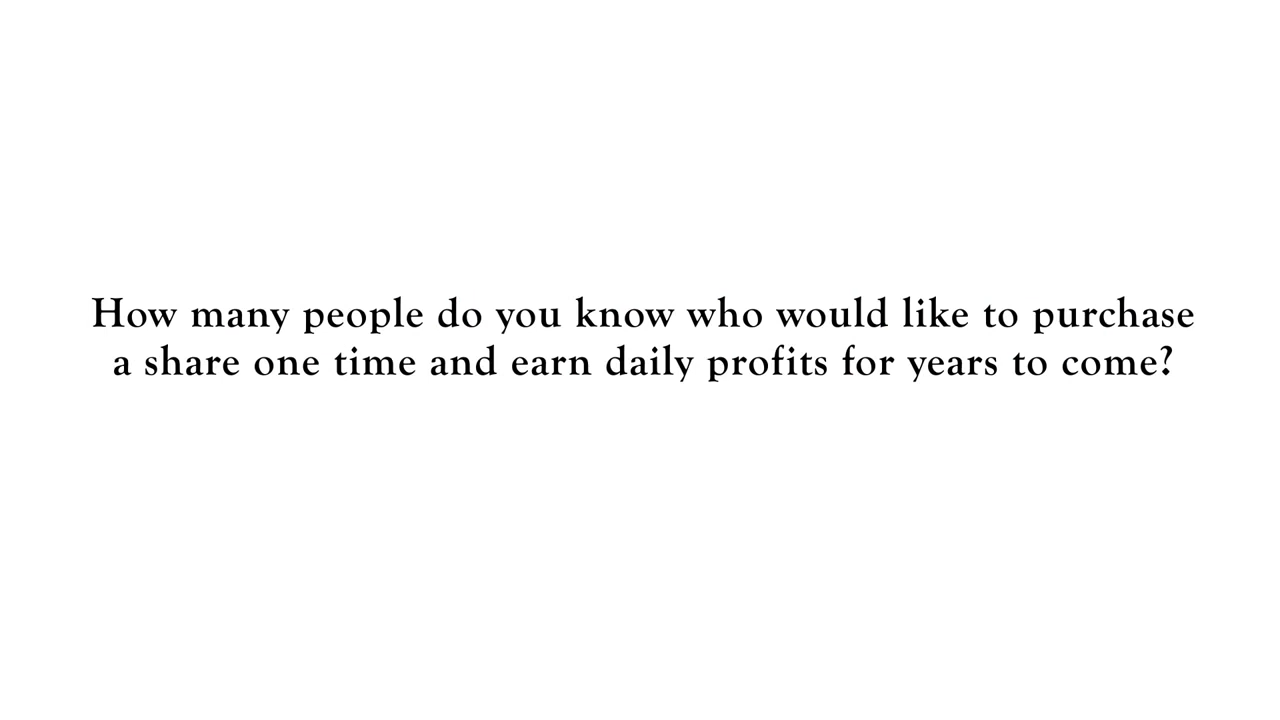 How many people do you know who would like to purchase
a share one time and earn daily profits for years to come?